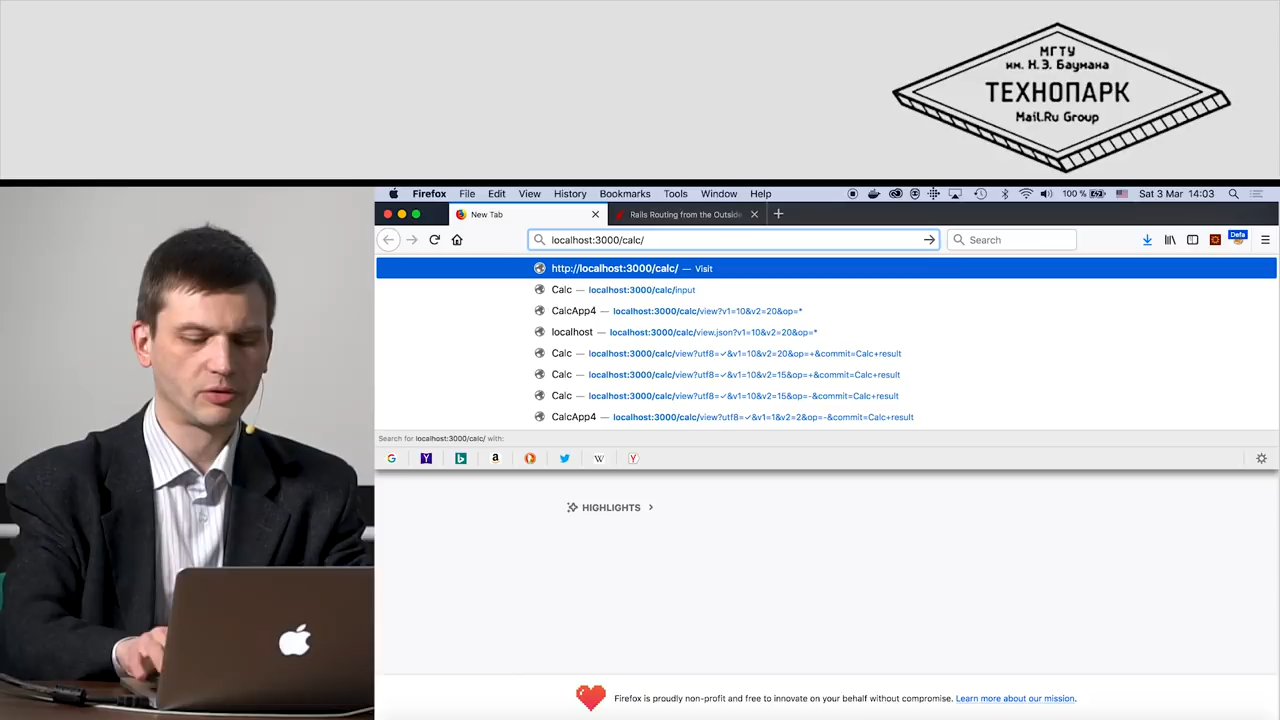 МГТУ
им. Н.Э. Баумана
ТЕХНОПАРК
Mail.Ru Group
Firefox File Edit View History Bookmarks Tools Window Help 100 % Sat 3 Mar 14:03
New Tab Rails Routing from the Outside
localhost:3000/calc/ Search Defa
http://localhost:3000/calc/ — Visit
Calc — localhost:3000/calc/input
CalcApp4 — localhost:3000/calc/view?v1=10&v2=20&op=*
localhost — localhost:3000/calc/view.json?v1=10&v2=20&op=*
Calc — localhost:3000/calc/view?utf8=✓&v1=10&v2=20&op=+&commit=Calc+result
Calc — localhost:3000/calc/view?utf8=✓&v1=10&v2=15&op=+&commit=Calc+result
Calc — localhost:3000/calc/view?utf8=✓&v1=10&v2=15&op=-&commit=Calc+result
CalcApp4 — localhost:3000/calc/view?utf8=✓&v1=1&v2=2&op=-&commit=Calc+result
Search for localhost:3000/calc/ with:
HIGHLIGHTS
Firefox is proudly non-profit and free to innovate on your behalf without compromise. Learn more about our mission.